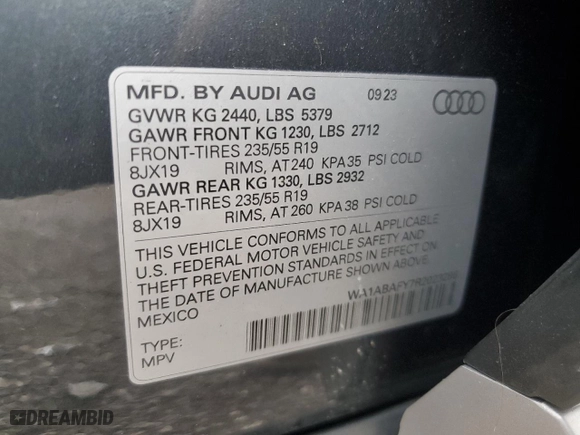 MFD. BY AUDI AG 09 23
GVWR KG 2440, LBS 5379
GAWR FRONT KG 1230, LBS 2712
FRONT-TIRES 235/55 R19
8JX19 RIMS, AT 240 KPA 35 PSI COLD
GAWR REAR KG 1330, LBS 2932
REAR-TIRES 235/55 R19
8JX19 RIMS, AT 260 KPA 38 PSI COLD
THIS VEHICLE CONFORMS TO ALL APPLICABLE
U.S. FEDERAL MOTOR VEHICLE SAFETY AND
THEFT PREVENTION STANDARDS IN EFFECT ON
THE DATE OF MANUFACTURE SHOWN ABOVE.
MEXICO
TYPE:
MPV
DREAMBID